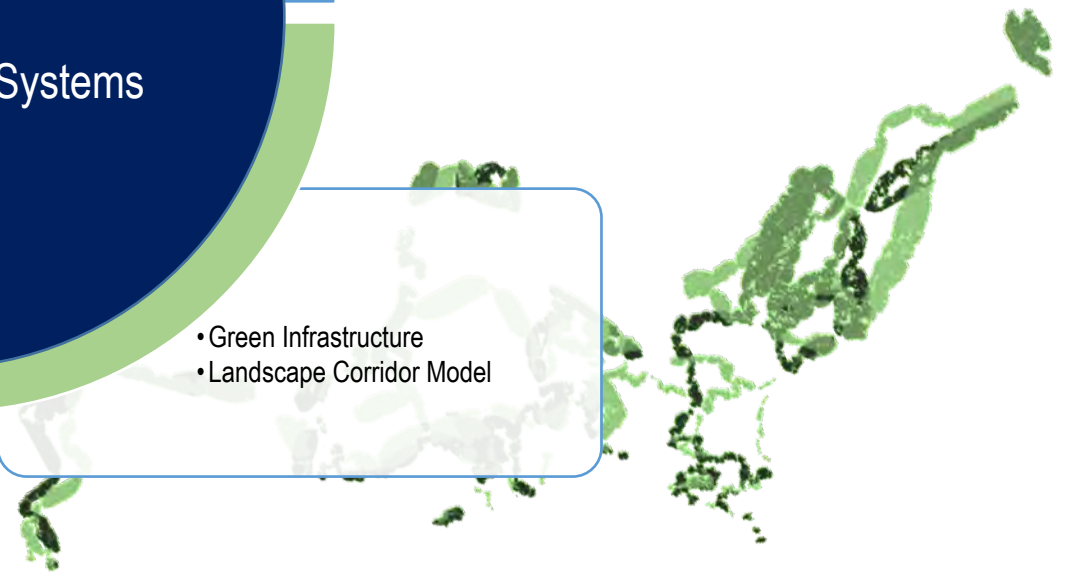 Systems
• Green Infrastructure
• Landscape Corridor Model